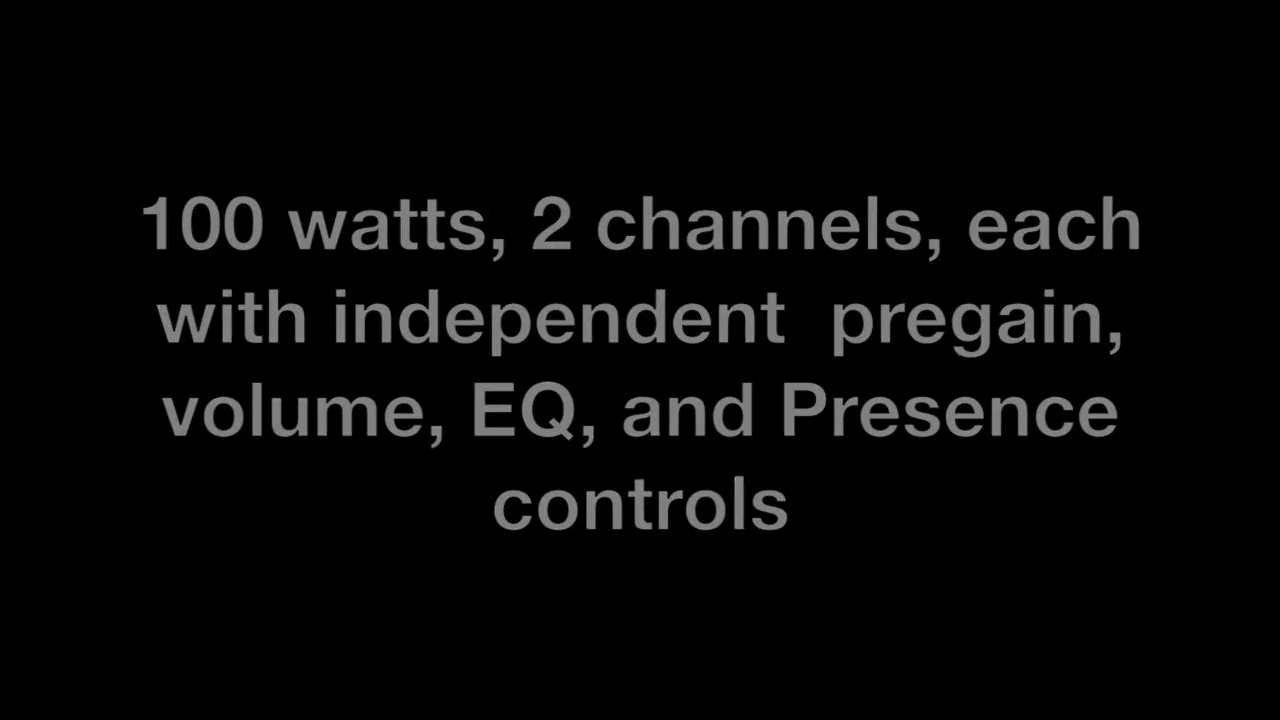 100 watts, 2 channels, each
with independent  pregain,
volume, EQ, and Presence
controls